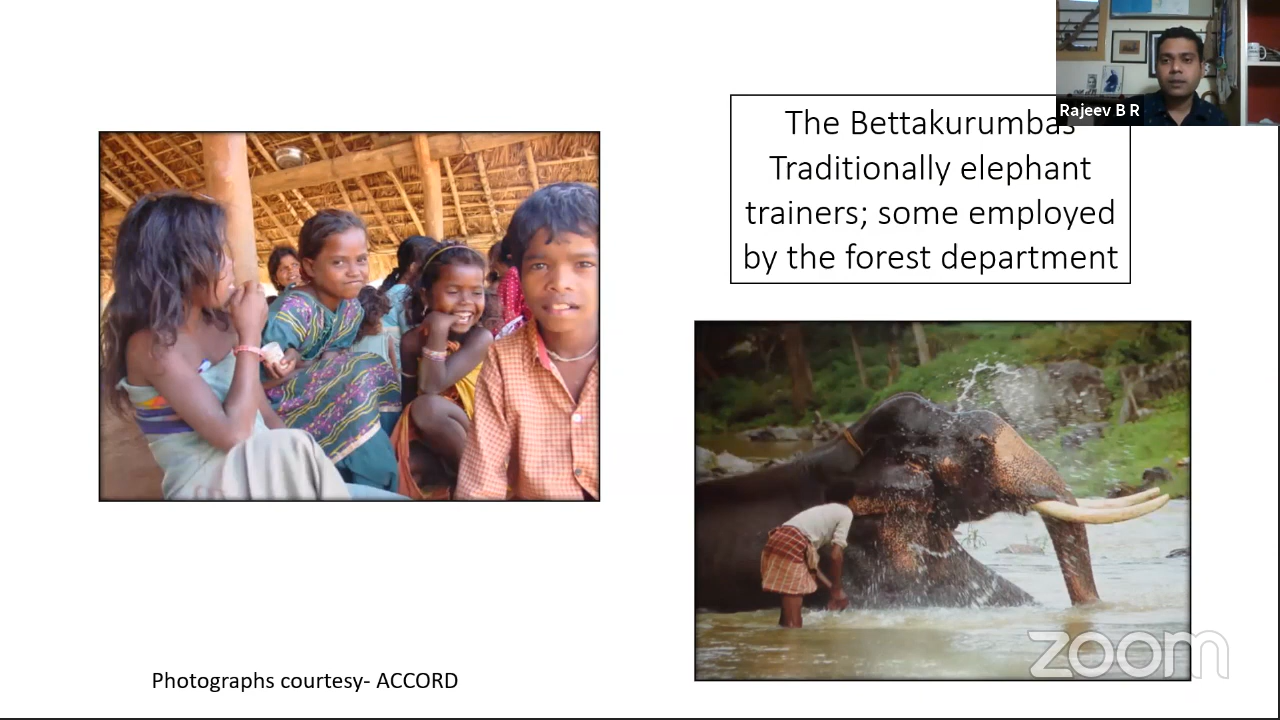 Rajeev B R
The Bettakurumbas
Traditionally elephant
trainers; some employed
by the forest department
Photographs courtesy- ACCORD
zoom